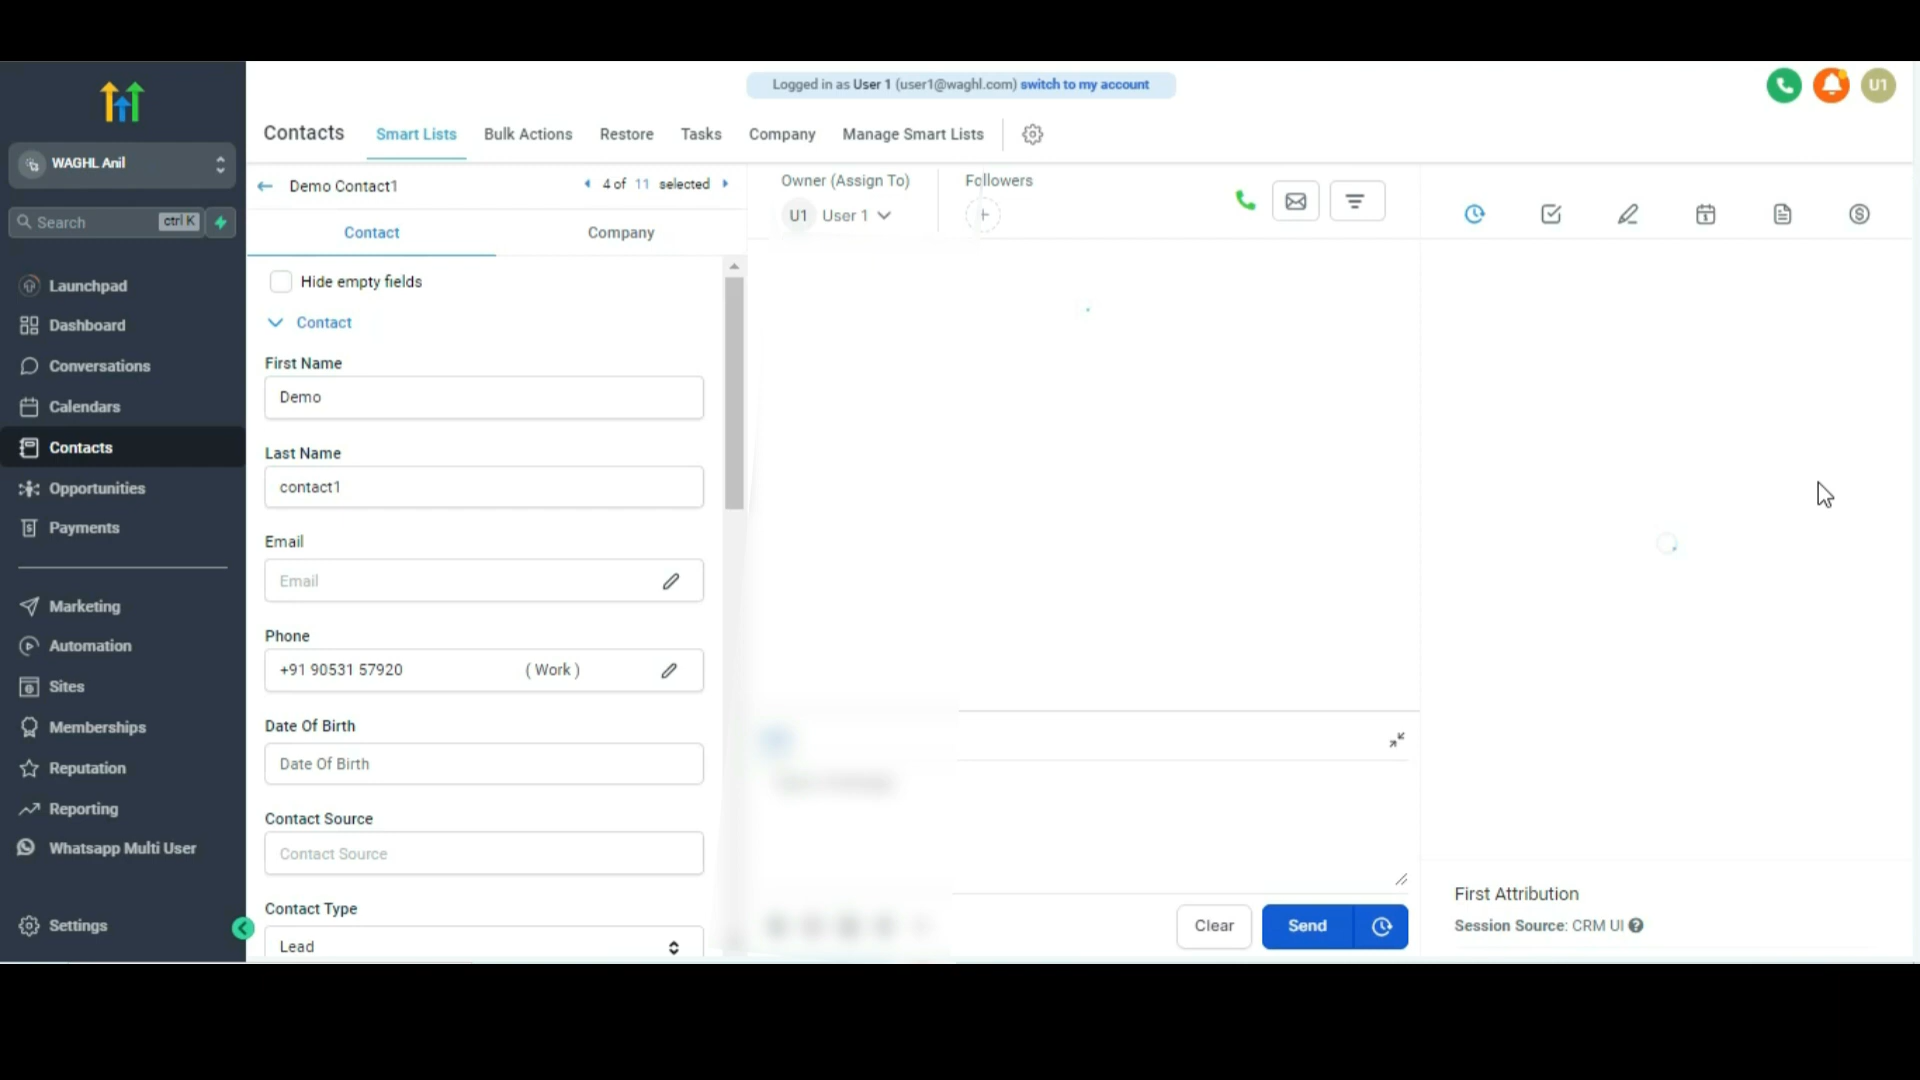 Logged in as User 1 (user1@waghl.com) switch to my account
U1
WAGHL Anil
Search
ctrl K
Launchpad
Dashboard
Conversations
Calendars
Contacts
Opportunities
Payments
Marketing
Automation
Sites
Memberships
Reputation
Reporting
Whatsapp Multi User
Settings
Contacts
Smart Lists
Bulk Actions
Restore
Tasks
Company
Manage Smart Lists
Demo Contact1
4 of 11 selected
Contact
Company
Hide empty fields
Contact
First Name
Demo
Last Name
contact1
Email
Email
Phone
+91 90531 57920 ( Work )
Date Of Birth
Date Of Birth
Contact Source
Contact Source
Contact Type
Lead
Owner (Assign To)
U1 User 1
Followers
Clear
Send
First Attribution
Session Source: CRM UI